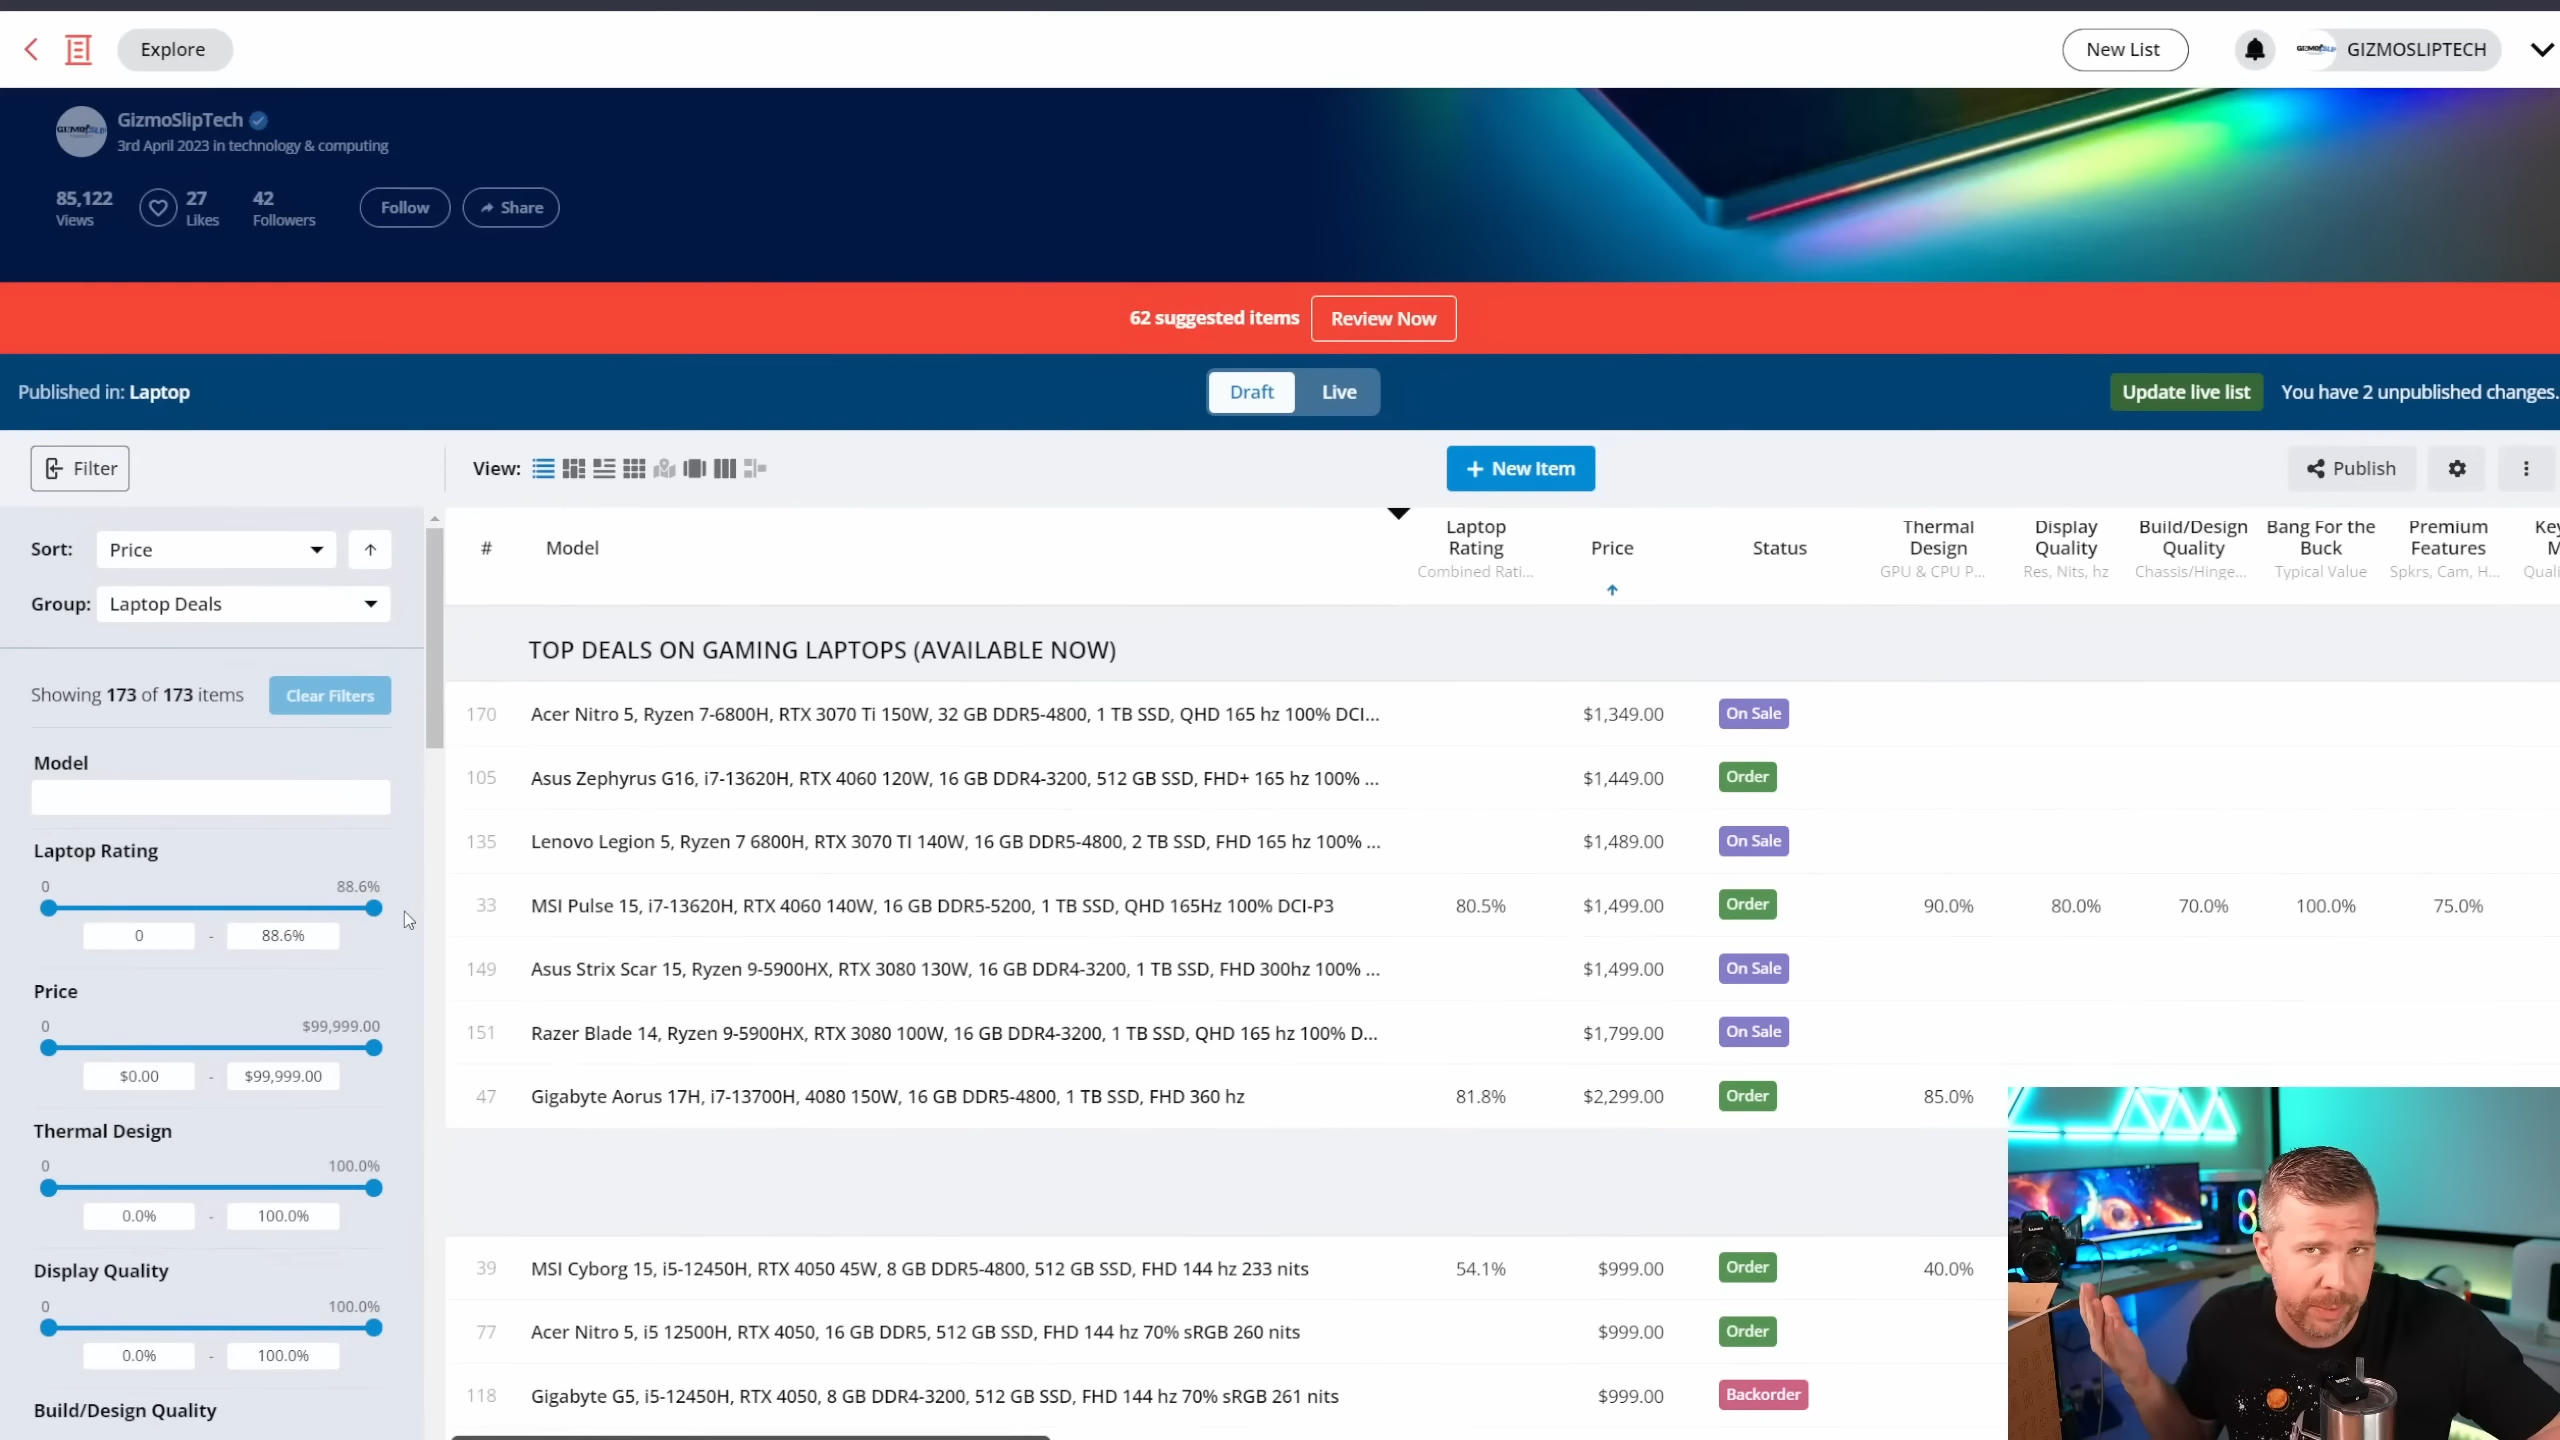 Explore
New List
GIZMOSLIPTECH
GizmoSlipTech
3rd April 2023 in technology & computing
85,122
Views
27
Likes
42
Followers
Follow
Share
62 suggested items
Review Now
Published in: Laptop
Draft
Live
Update live list
You have 2 unpublished changes.
Filter
View:
+ New Item
Publish
Sort:
Price
Group:
Laptop Deals
Showing 173 of 173 items
Clear Filters
Model
Laptop Rating
0 88.6%
0 - 88.6%
Price
0 $99,999.00
$0.00 - $99,999.00
Thermal Design
0 100.0%
0.0% - 100.0%
Display Quality
0 100.0%
0.0% - 100.0%
Build/Design Quality
#
Model
Laptop
Rating
Combined Rati...
Price
Status
Thermal
Design
GPU & CPU P...
Display
Quality
Res, Nits, hz
Build/Design
Quality
Chassis/Hinge...
Bang For the
Buck
Typical Value
Premium
Features
Spkrs, Cam, H...
TOP DEALS ON GAMING LAPTOPS (AVAILABLE NOW)
170 Acer Nitro 5, Ryzen 7-6800H, RTX 3070 Ti 150W, 32 GB DDR5-4800, 1 TB SSD, QHD 165 hz 100% DCI... $1,349.00 On Sale
105 Asus Zephyrus G16, i7-13620H, RTX 4060 120W, 16 GB DDR4-3200, 512 GB SSD, FHD+ 165 hz 100% ... $1,449.00 Order
135 Lenovo Legion 5, Ryzen 7 6800H, RTX 3070 TI 140W, 16 GB DDR5-4800, 2 TB SSD, FHD 165 hz 100% ... $1,489.00 On Sale
33 MSI Pulse 15, i7-13620H, RTX 4060 140W, 16 GB DDR5-5200, 1 TB SSD, QHD 165Hz 100% DCI-P3 80.5% $1,499.00 Order 90.0% 80.0% 70.0% 100.0% 75.0%
149 Asus Strix Scar 15, Ryzen 9-5900HX, RTX 3080 130W, 16 GB DDR4-3200, 1 TB SSD, FHD 300hz 100% ... $1,499.00 On Sale
151 Razer Blade 14, Ryzen 9-5900HX, RTX 3080 100W, 16 GB DDR4-3200, 1 TB SSD, QHD 165 hz 100% D... $1,799.00 On Sale
47 Gigabyte Aorus 17H, i7-13700H, 4080 150W, 16 GB DDR5-4800, 1 TB SSD, FHD 360 hz 81.8% $2,299.00 Order 85.0%
39 MSI Cyborg 15, i5-12450H, RTX 4050 45W, 8 GB DDR5-4800, 512 GB SSD, FHD 144 hz 233 nits 54.1% $999.00 Order 40.0%
77 Acer Nitro 5, i5 12500H, RTX 4050, 16 GB DDR5, 512 GB SSD, FHD 144 hz 70% sRGB 260 nits $999.00 Order
118 Gigabyte G5, i5-12450H, RTX 4050, 8 GB DDR4-3200, 512 GB SSD, FHD 144 hz 70% sRGB 261 nits $999.00 Backorder